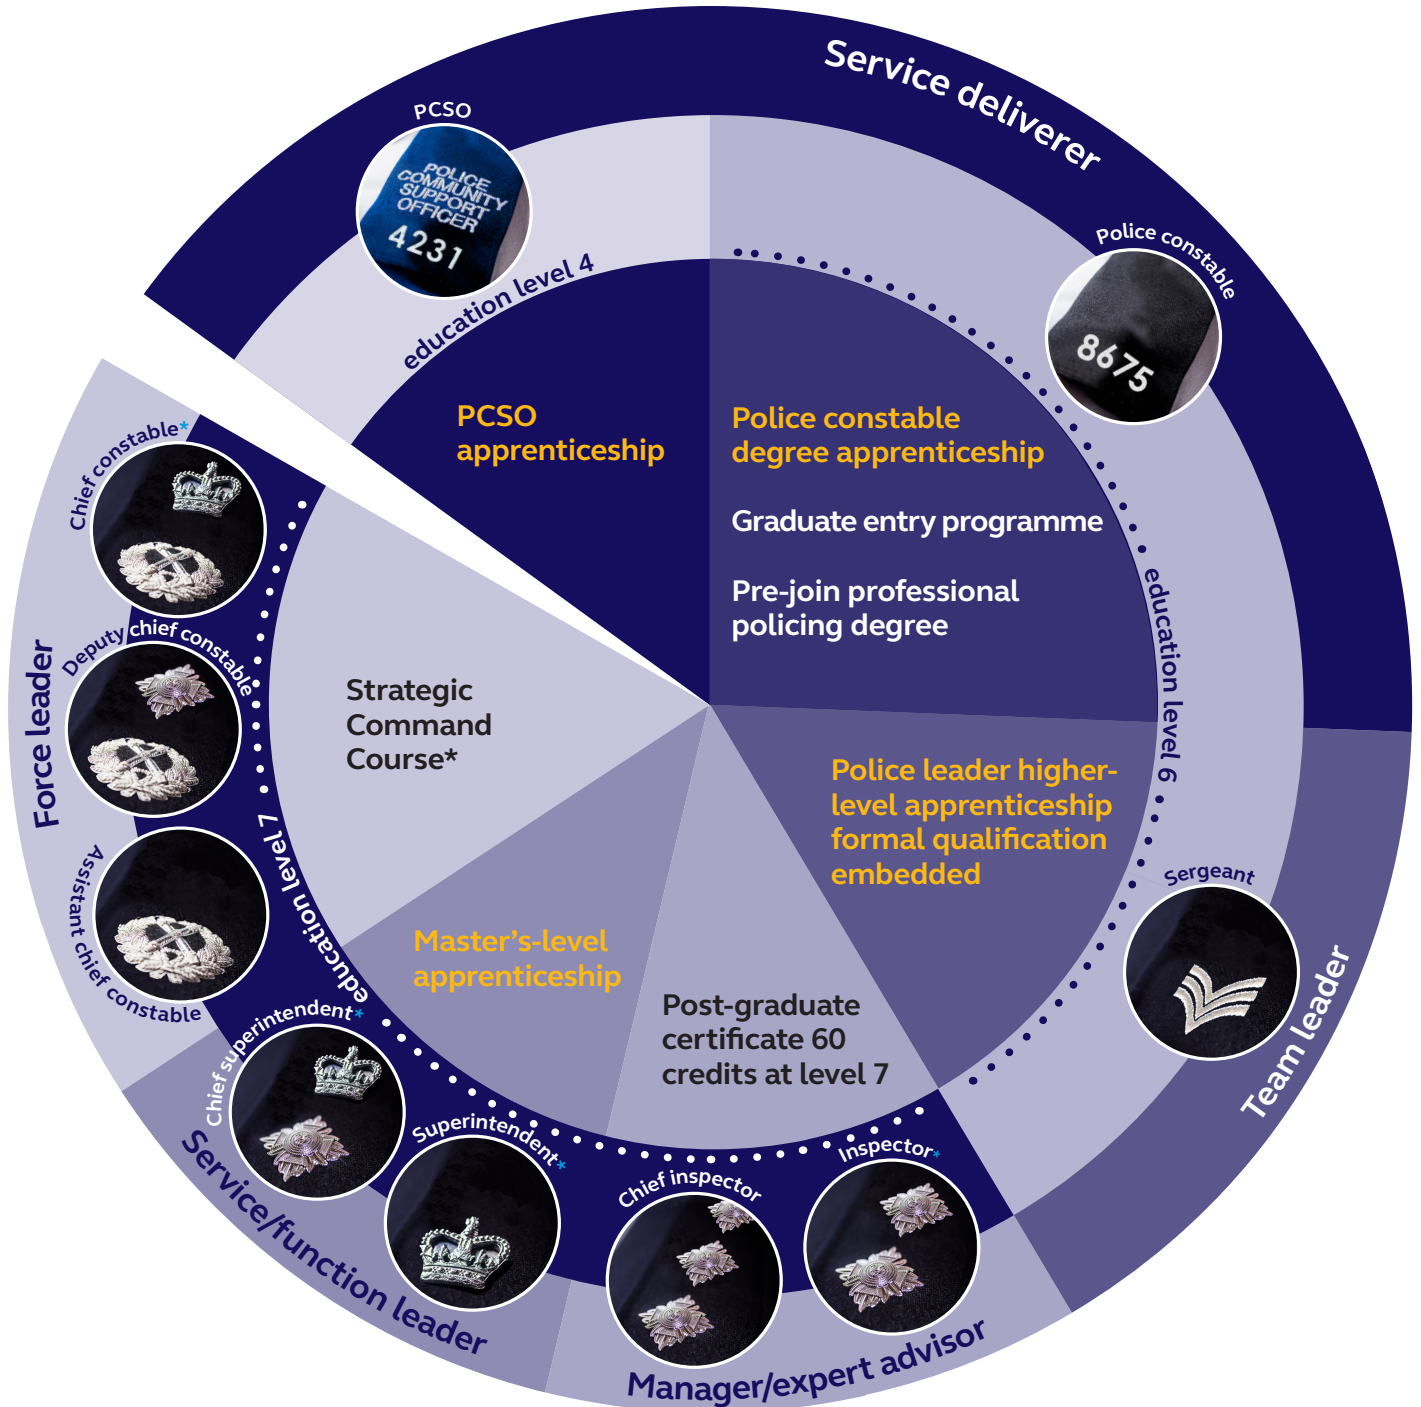 Service deliverer
PCSO
POLICE
COMMUNITY
SUPPORT
OFFICER
4231
education level 4
PCSO
apprenticeship
Police constable
8675
Police constable
degree apprenticeship
Graduate entry programme
Pre-join professional
policing degree
education level 6
Police leader higher-
level apprenticeship
formal qualification
embedded
Sergeant
Team leader
Post-graduate
certificate 60
credits at level 7
Inspector*
Chief inspector
Manager/expert advisor
Master’s-level
apprenticeship
Superintendent*
Chief superintendent*
Service/function leader
education level 7
Strategic
Command
Course*
Assistant chief constable
Deputy chief constable
Chief constable*
Force leader